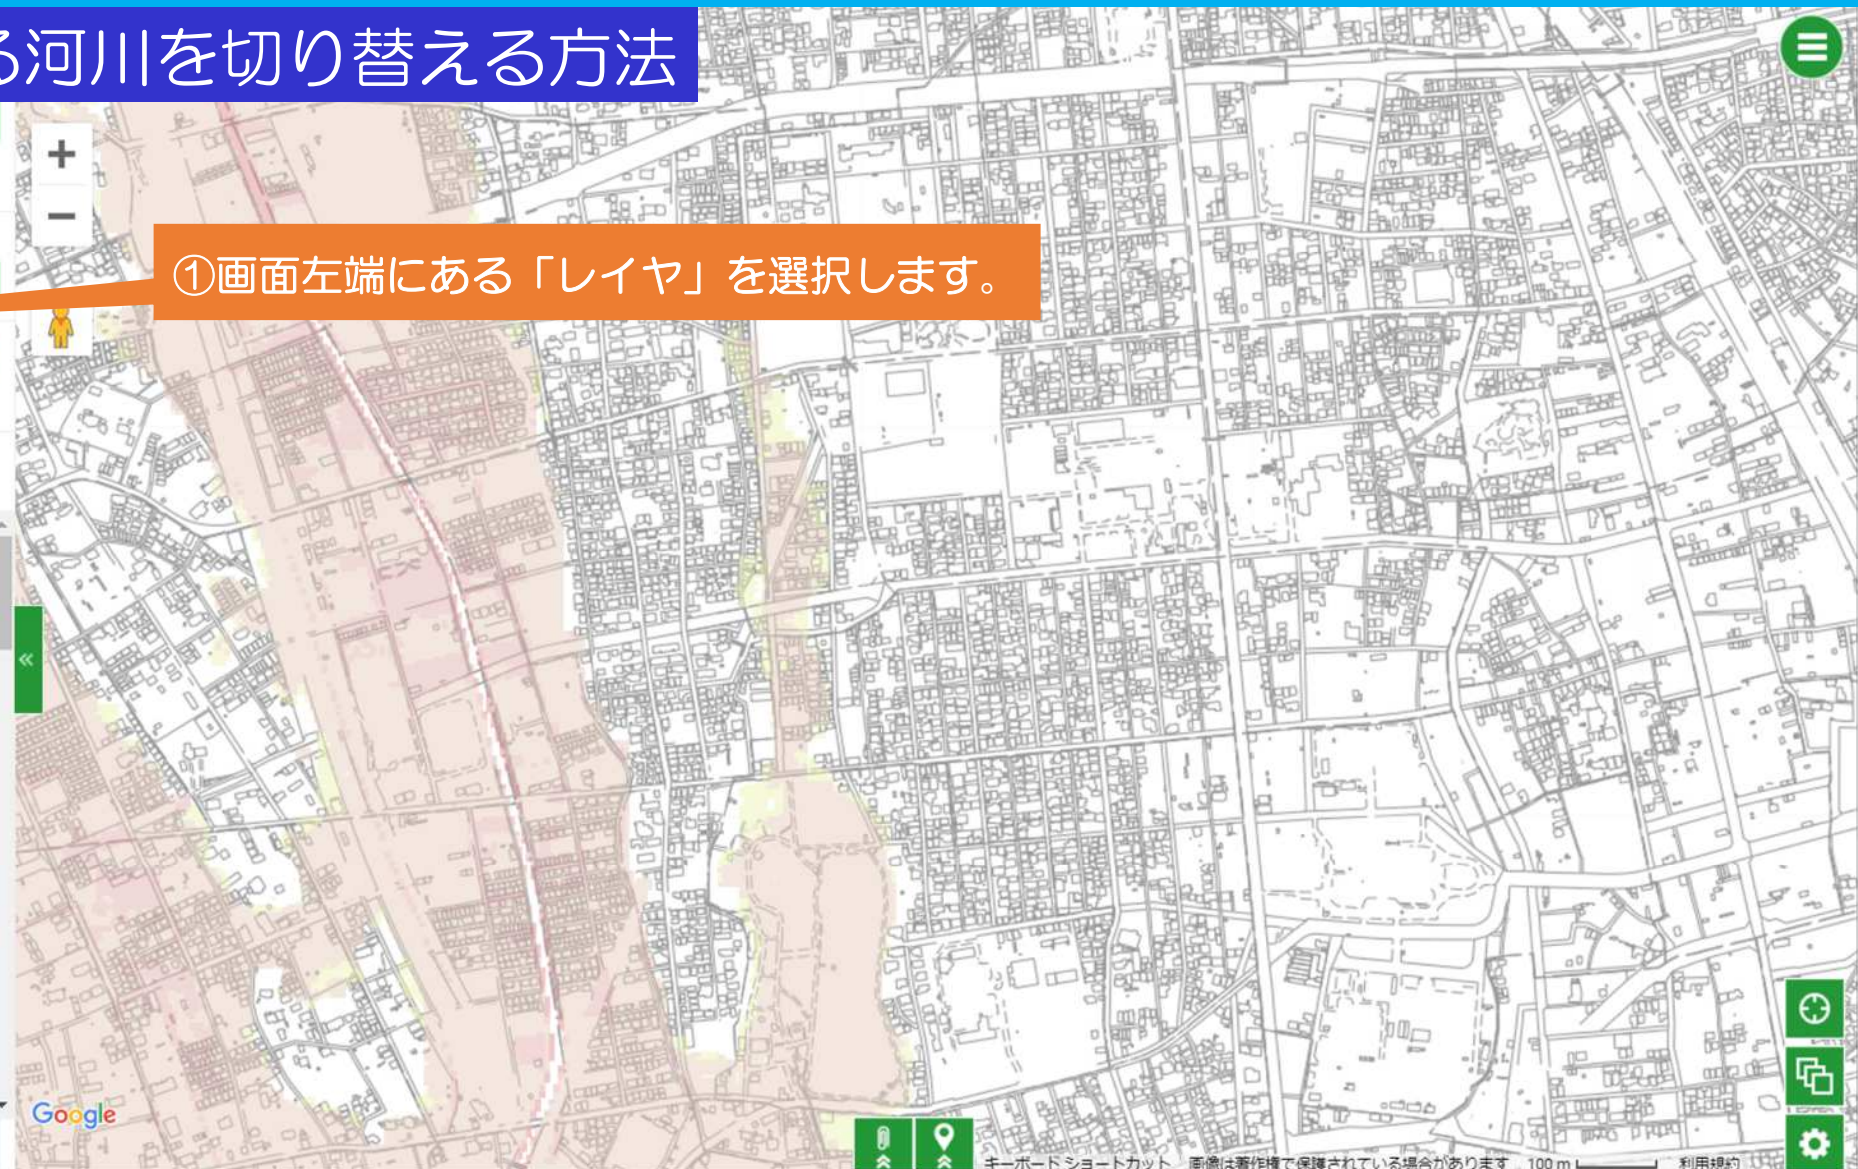 る河川を切り替える方法
①画面左端にある「レイヤ」を選択します。
Google
キーボード ショートカット 画像は著作権で保護されている場合があります 100 m 利用規約